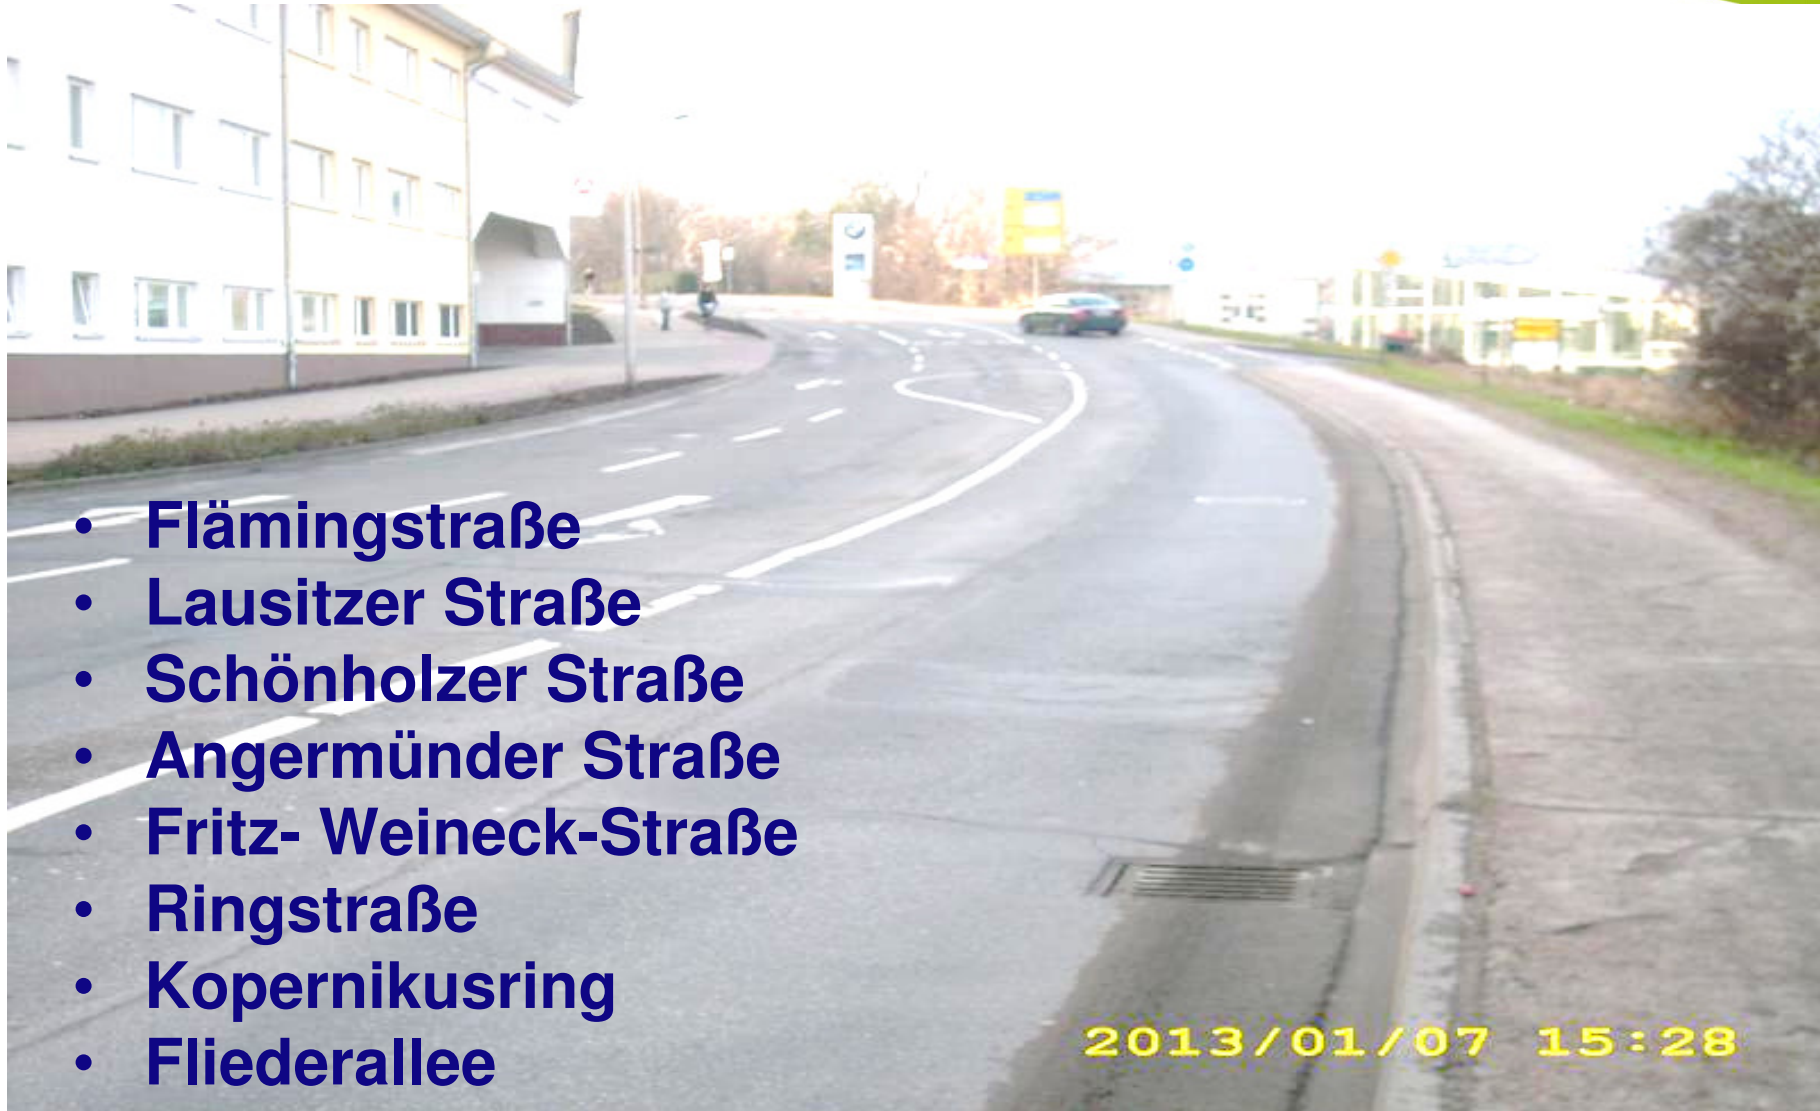 • Flämingstraße
• Lausitzer Straße
• Schönholzer Straße
• Angermünder Straße
• Fritz- Weineck-Straße
• Ringstraße
• Kopernikusring
• Fliederallee
2013/01/07 15:28